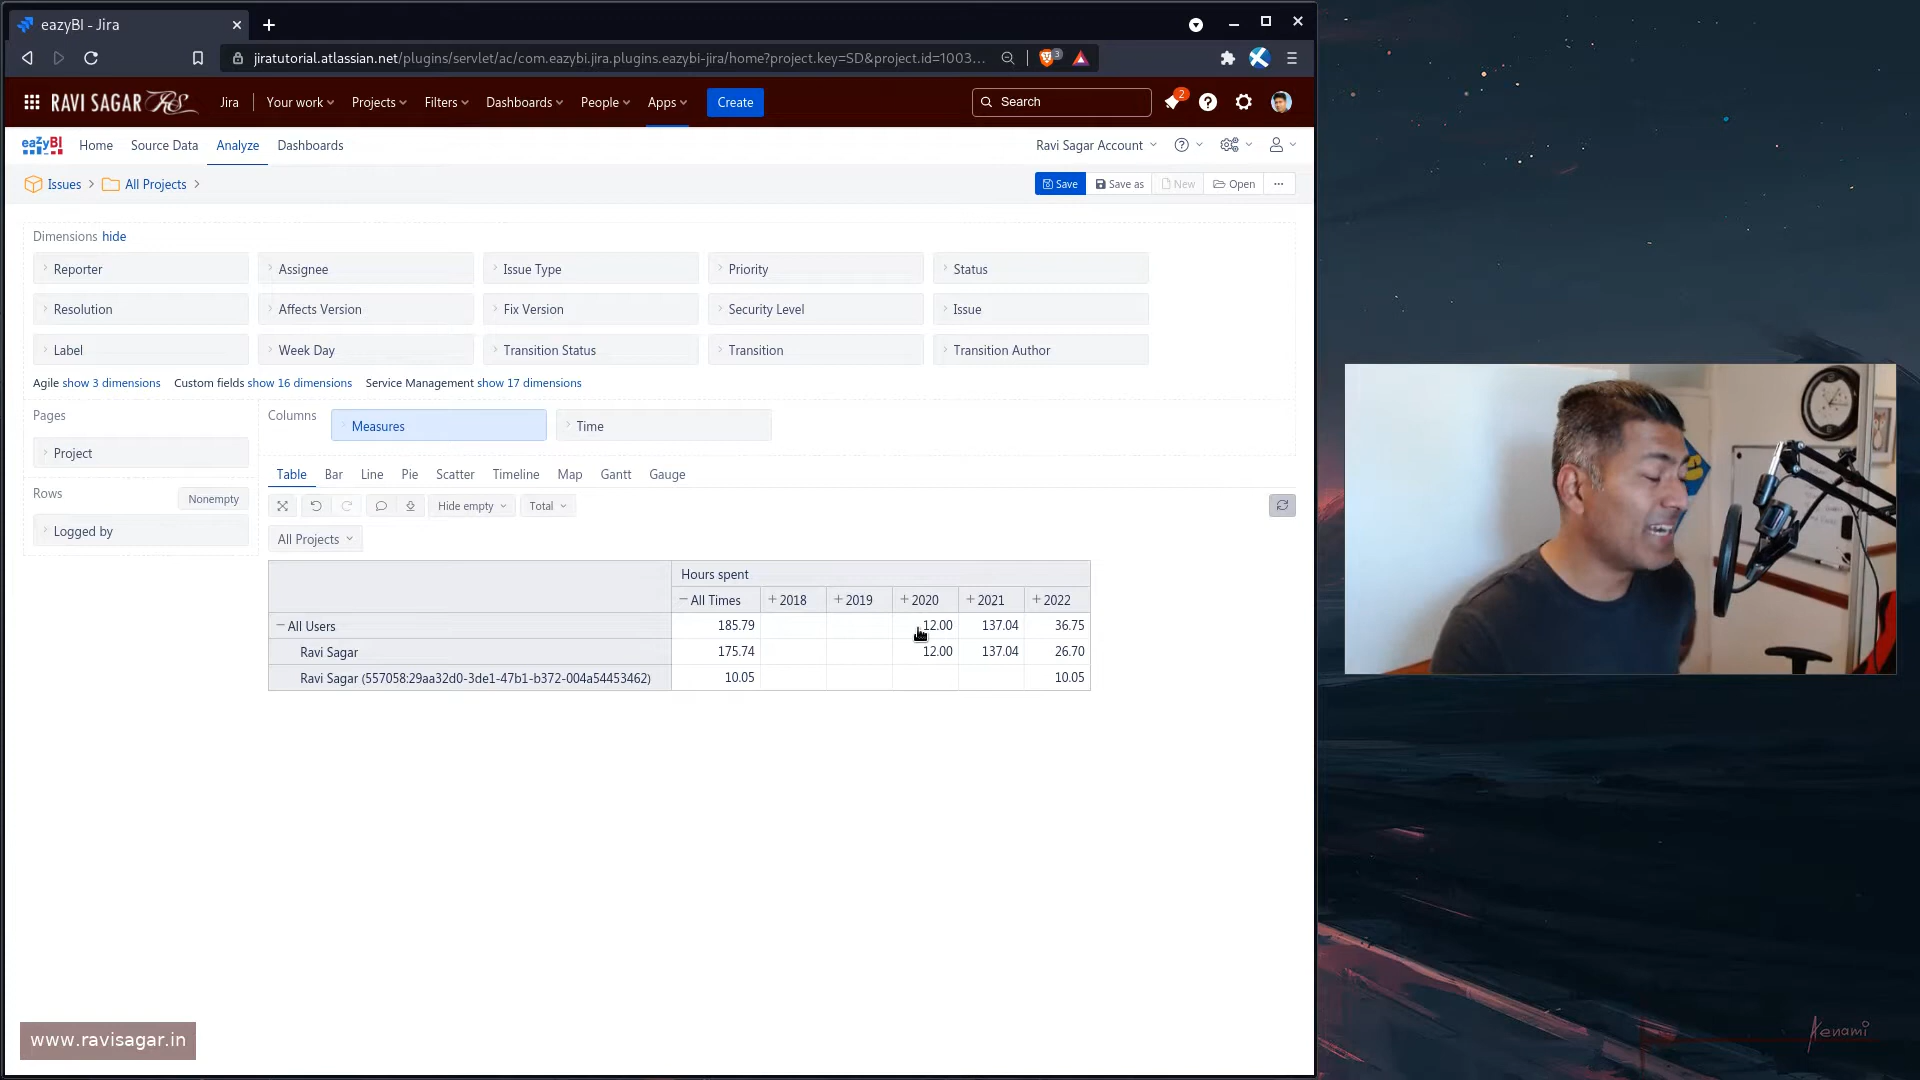 eazyBI - Jira
jiratutorial.atlassian.net/plugins/servlet/ac/com.eazybi.jira.plugins.eazybi-jira/home?project.key=SD&project.id=1003...
3
RAVI SAGAR RS Jira Your work Projects Filters Dashboards People Apps Create Search 2
eazyBI Home Source Data Analyze Dashboards Ravi Sagar Account
Issues All Projects Save Save as New Open ...
Dimensions hide
Reporter Assignee Issue Type Priority Status
Resolution Affects Version Fix Version Security Level Issue
Label Week Day Transition Status Transition Transition Author
Agile show 3 dimensions Custom fields show 16 dimensions Service Management show 17 dimensions
Pages Columns Measures Time
Project
Table Bar Line Pie Scatter Timeline Map Gantt Gauge
Rows Nonempty Hide empty Total
Logged by All Projects
Hours spent
− All Times + 2018 + 2019 + 2020 + 2021 + 2022
− All Users 185.79 12.00 137.04 36.75
Ravi Sagar 175.74 12.00 137.04 26.70
Ravi Sagar (557058:29aa32d0-3de1-47b1-b372-004a54453462) 10.05 10.05
www.ravisagar.in
Kenami